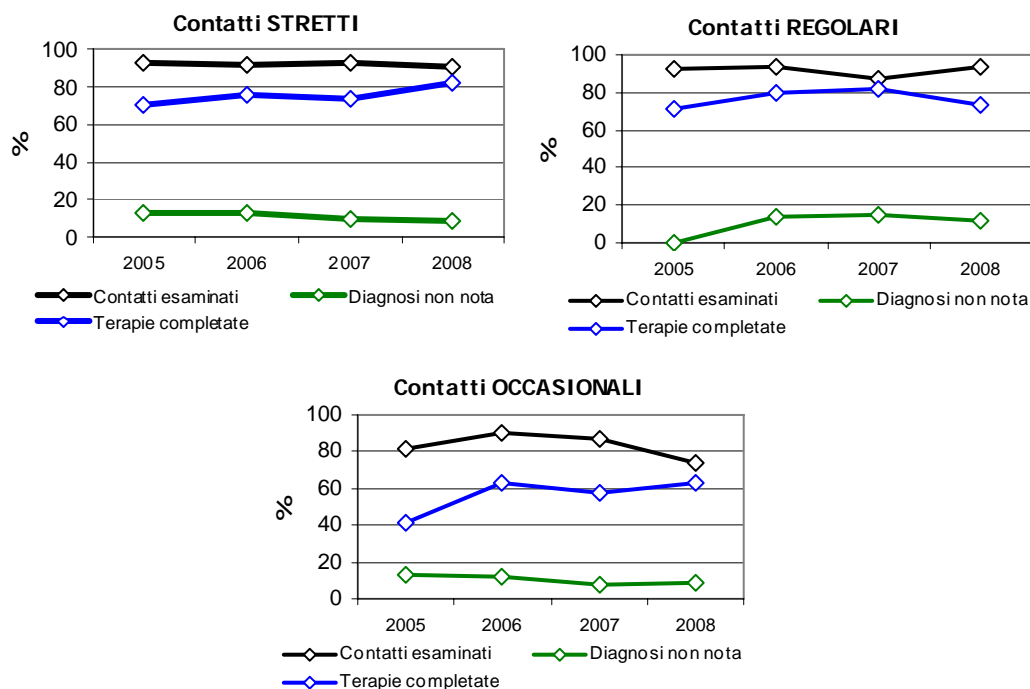 Contatti STRETTI
100
80
60
40
20
0
%
2005 2006 2007 2008
Contatti esaminati Diagnosi non nota
Terapie completate
Contatti REGOLARI
100
80
60
40
20
0
%
2005 2006 2007 2008
Contatti esaminati Diagnosi non nota
Terapie completate
Contatti OCCASIONALI
100
80
60
40
20
0
%
2005 2006 2007 2008
Contatti esaminati Diagnosi non nota
Terapie completate